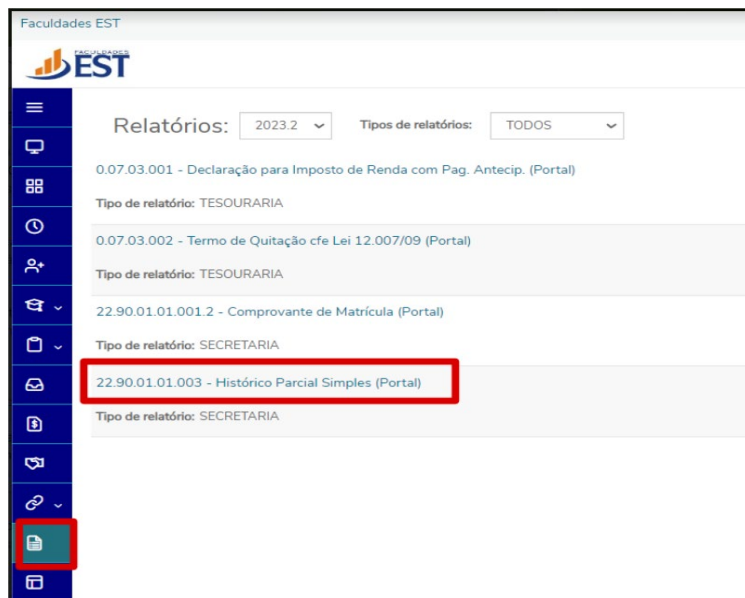 Faculdades EST
FACULDADES
EST
Relatórios: 2023.2 Tipos de relatórios: TODOS
0.07.03.001 - Declaração para Imposto de Renda com Pag. Antecip. (Portal)
Tipo de relatório: TESOURARIA
0.07.03.002 - Termo de Quitação cfe Lei 12.007/09 (Portal)
Tipo de relatório: TESOURARIA
22.90.01.01.001.2 - Comprovante de Matrícula (Portal)
Tipo de relatório: SECRETARIA
22.90.01.01.003 - Histórico Parcial Simples (Portal)
Tipo de relatório: SECRETARIA